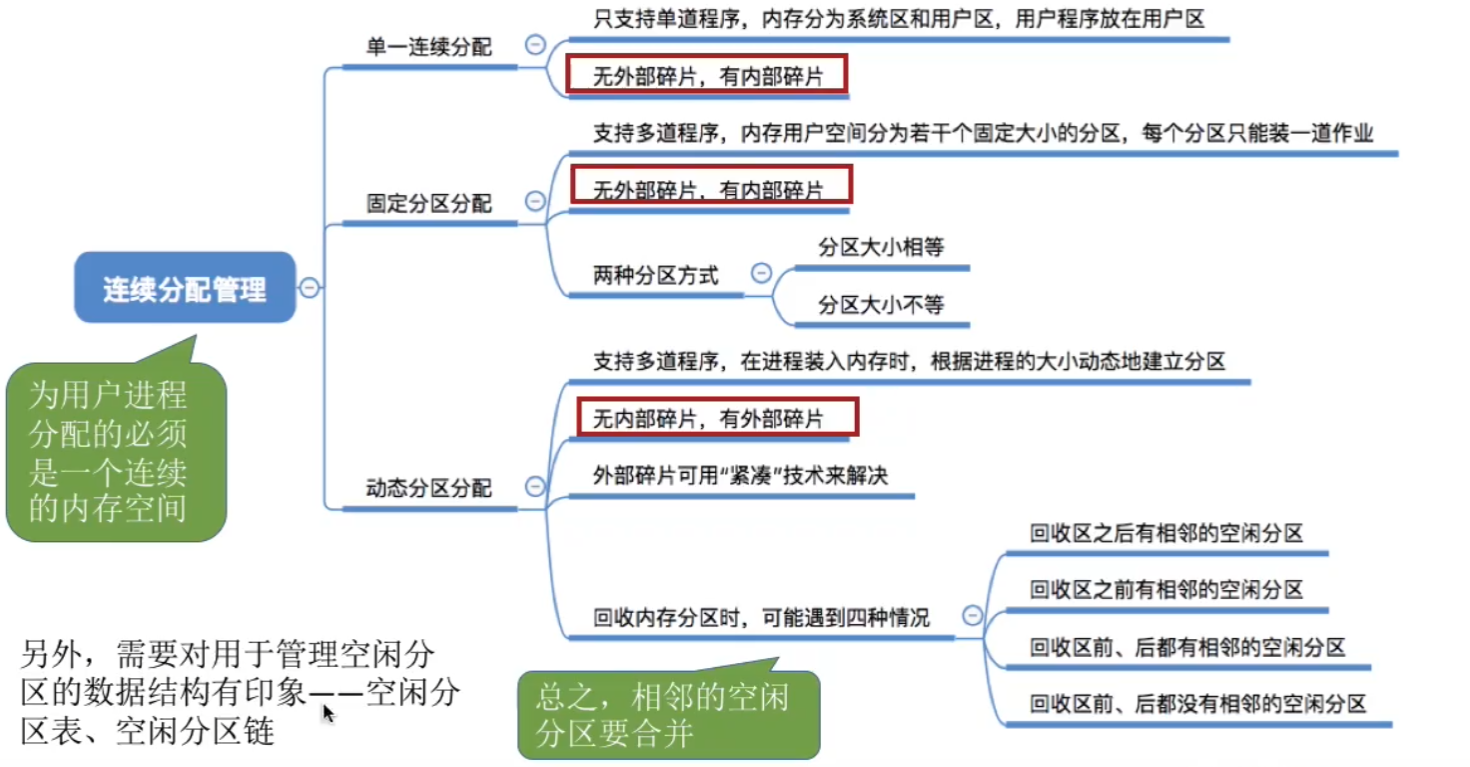 只支持单道程序，内存分为系统区和用户区，用户程序放在用户区
单一连续分配
无外部碎片，有内部碎片
支持多道程序，内存用户空间分为若干个固定大小的分区，每个分区只能装一道作业
无外部碎片，有内部碎片
固定分区分配
分区大小相等
两种分区方式
分区大小不等
连续分配管理
为用户进程
分配的必须
是一个连续
的内存空间
支持多道程序，在进程装入内存时，根据进程的大小动态地建立分区
无内部碎片，有外部碎片
外部碎片可用“紧凑”技术来解决
动态分区分配
回收区之后有相邻的空闲分区
回收区之前有相邻的空闲分区
回收内存分区时，可能遇到四种情况
回收区前、后都有相邻的空闲分区
回收区前、后都没有相邻的空闲分区
总之，相邻的空闲
分区要合并
另外，需要对用于管理空闲分
区的数据结构有印象——空闲分
区表、空闲分区链